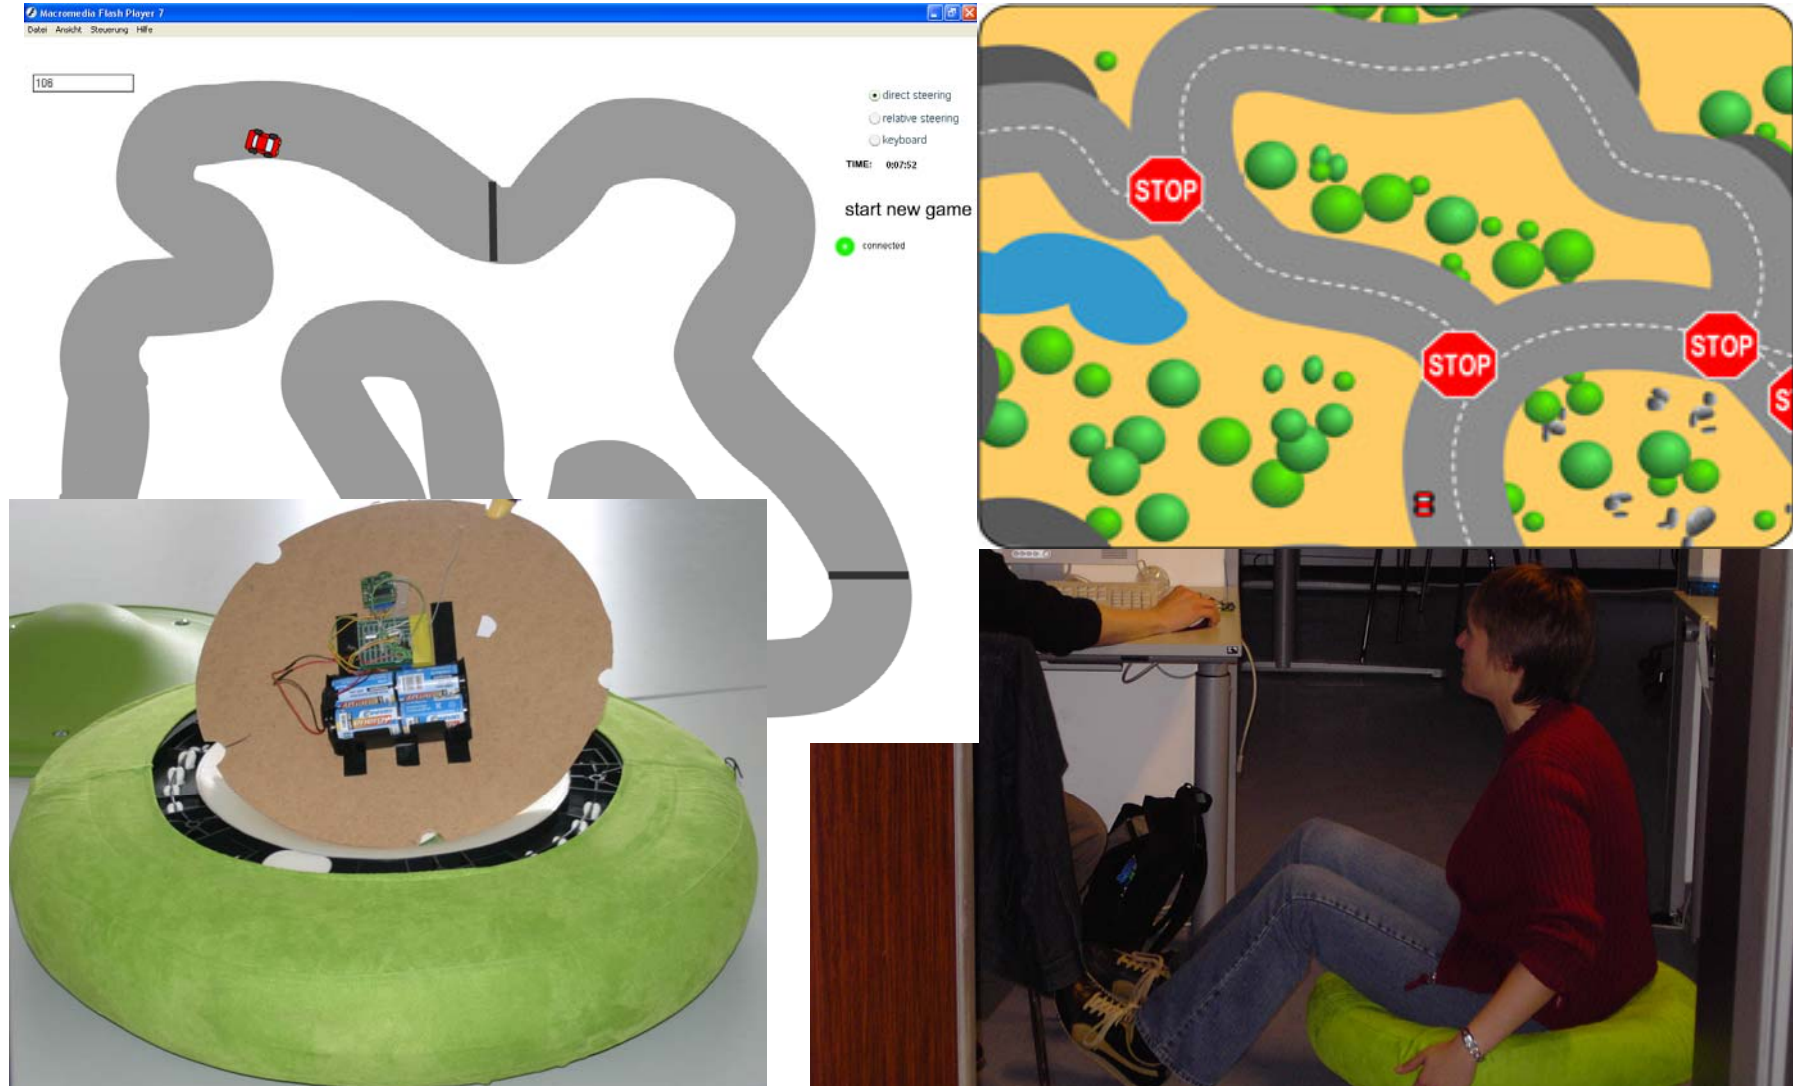 Macromedia Flash Player 7
Datei Ansicht Steuerung Hilfe
106
direct steering
relative steering
keyboard
TIME: 0:07:52
start new game
connected
STOP
STOP
STOP
ST